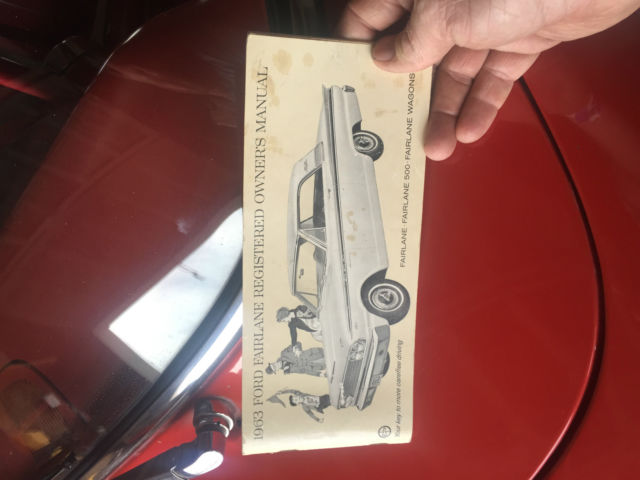 1963 FORD FAIRLANE REGISTERED OWNER'S MANUAL
FAIRLANE · FAIRLANE 500 · FAIRLANE WAGONS
Your key to more carefree driving